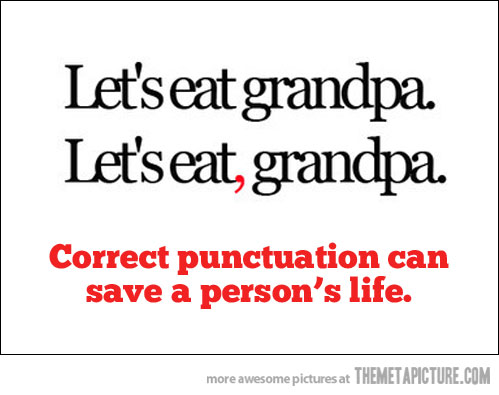 Let's eat grandpa.
Let's eat, grandpa.
Correct punctuation can
save a person’s life.
more awesome pictures at THEMETAPICTURE.COM